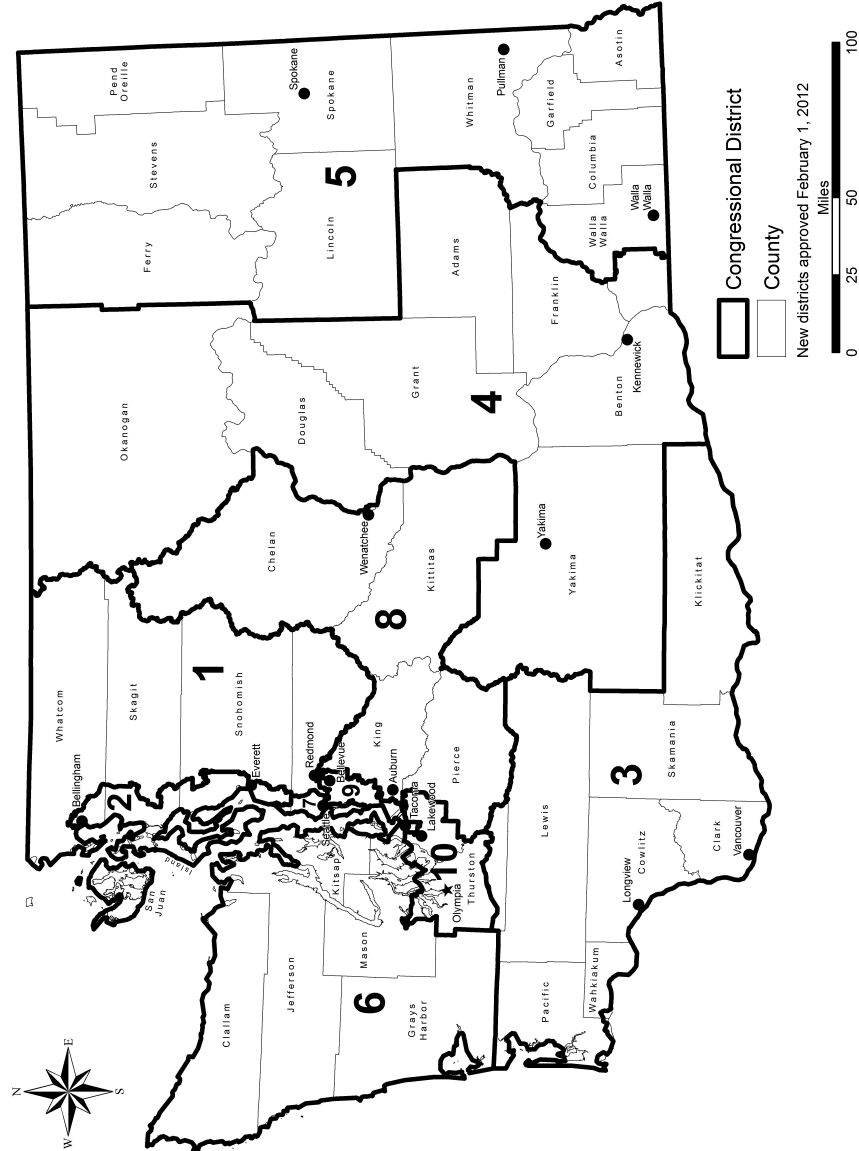 N
W
E
S
Whatcom
Bellingham
San
Juan
Island
2
Skagit
Okanogan
Ferry
Stevens
Pend
Oreille
Clallam
Snohomish
1
Everett
Chelan
Douglas
Lincoln
5
Spokane
Spokane
Jefferson
Kitsap
Seattle
7
Redmond
Bellevue
9
King
Wenatchee
Grant
Adams
Whitman
Pullman
6
Grays
Harbor
Mason
10
Olympia
Thurston
Tacoma
Lakewood
Auburn
Pierce
8
Kittitas
4
Franklin
Garfield
Asotin
Columbia
Walla
Walla
Walla
Walla
Pacific
Wahkiakum
Lewis
Longview
Cowlitz
3
Skamania
Clark
Vancouver
Yakima
Yakima
Klickitat
Benton
Kennewick
Congressional District
County
New districts approved February 1, 2012
Miles
0 25 50 100